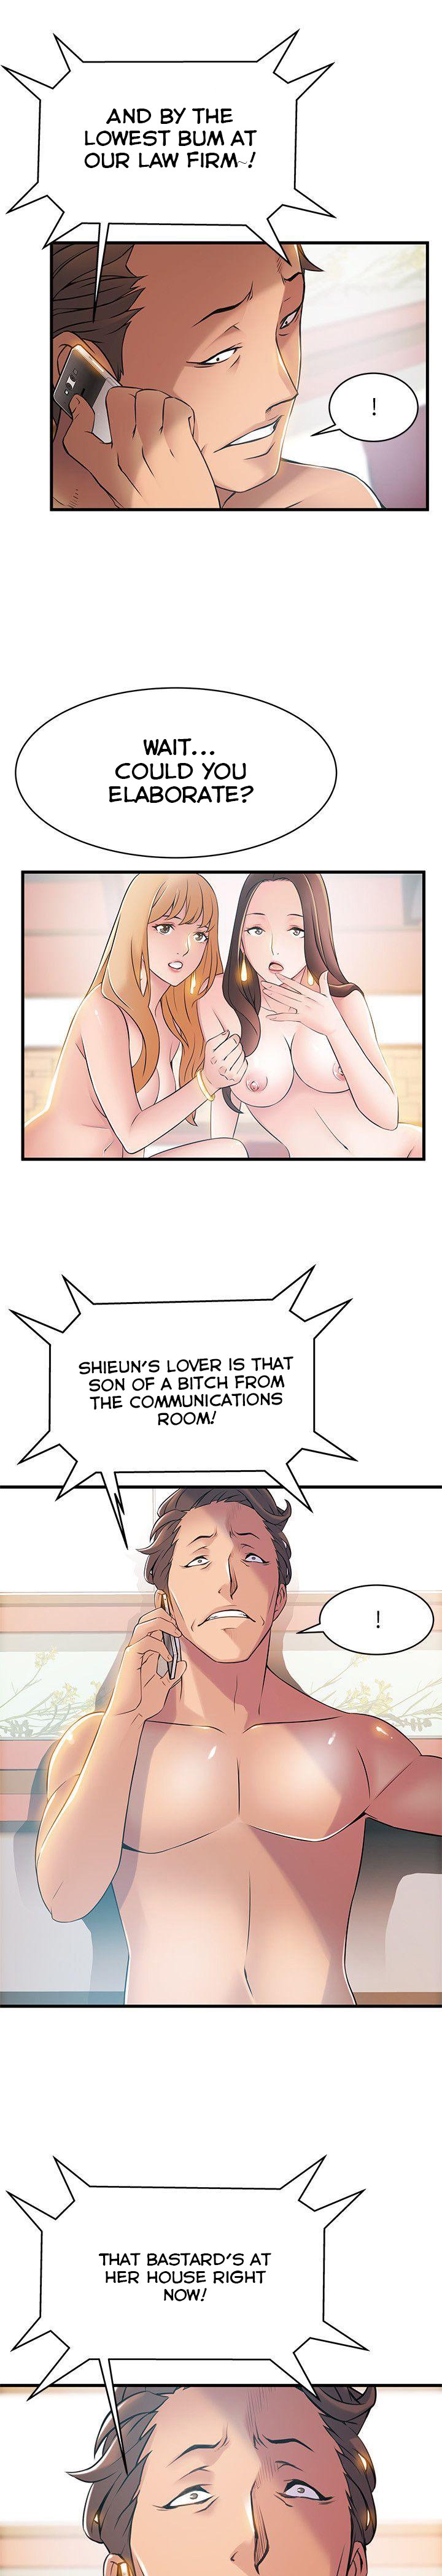 AND BY THE
LOWEST BUM AT
OUR LAW FIRM~!
!
WAIT...
COULD YOU
ELABORATE?
SHIEUN'S LOVER IS THAT
SON OF A BITCH FROM
THE COMMUNICATIONS
ROOM!
!
THAT BASTARD'S AT
HER HOUSE RIGHT
NOW!